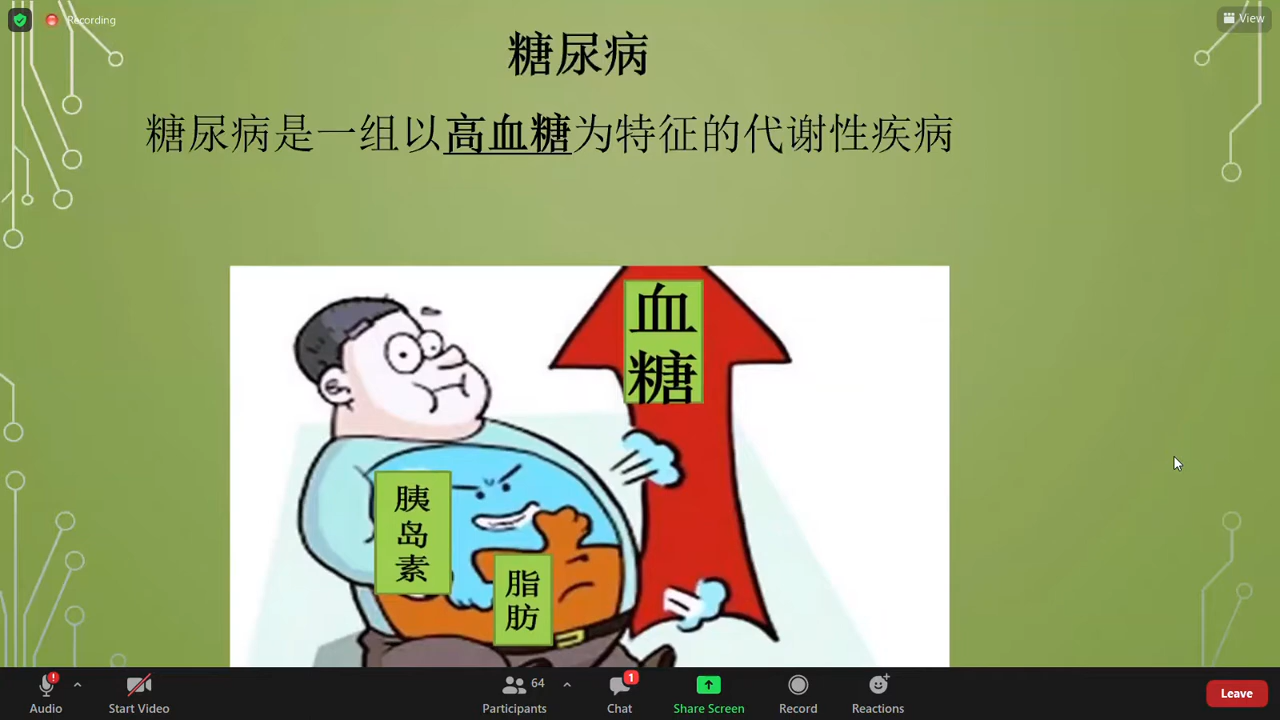 Recording
View
糖尿病
糖尿病是一组以高血糖为特征的代谢性疾病
血
糖
胰
岛
素
脂
肪
64
1
Audio
Start Video
Participants
Chat
Share Screen
Record
Reactions
Leave